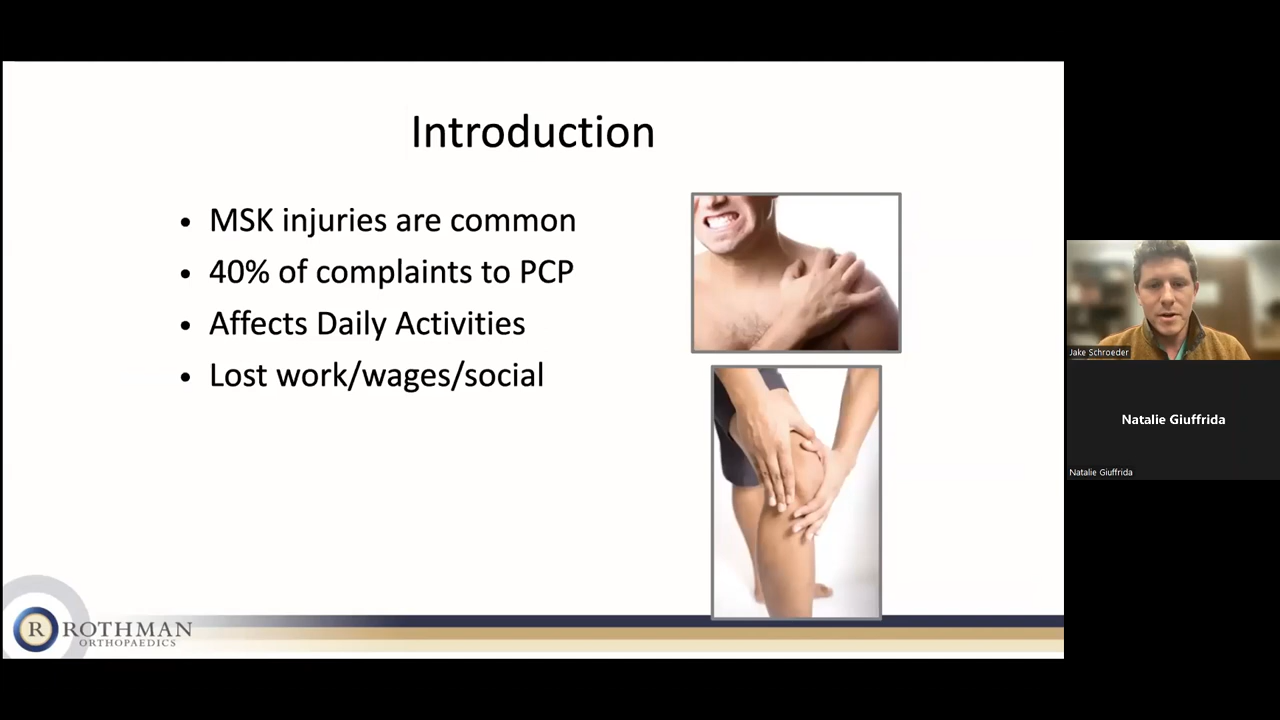 Introduction
• MSK injuries are common
• 40% of complaints to PCP
• Affects Daily Activities
• Lost work/wages/social
R ROTHMAN
ORTHOPAEDICS
Jake Schroeder
Natalie Giuffrida
Natalie Giuffrida